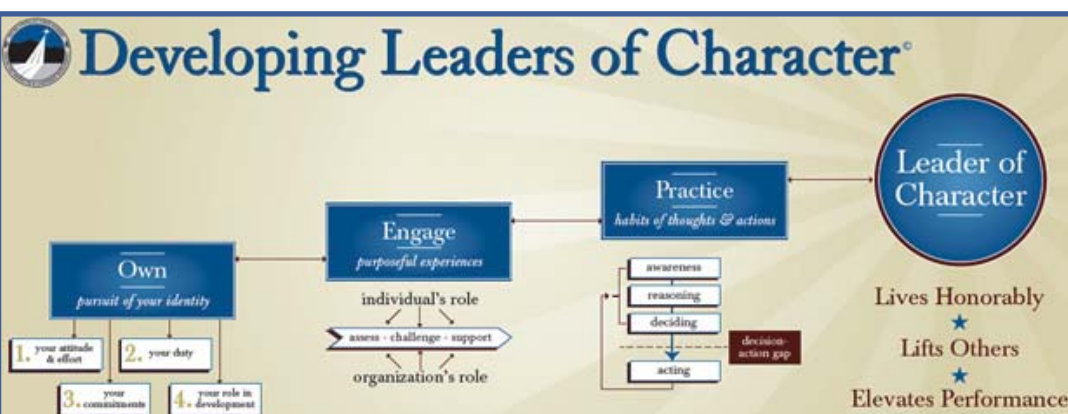 Developing Leaders of Character©
Own
pursuit of your identity
1. your attitude
& effort
2. your duty
3. your
commitments
4. your role in
development
Engage
purposeful experiences
individual's role
assess - challenge - support
organization's role
Practice
habits of thoughts & actions
awareness
reasoning
deciding
decision-
action gap
acting
Leader of
Character
Lives Honorably
Lifts Others
Elevates Performance